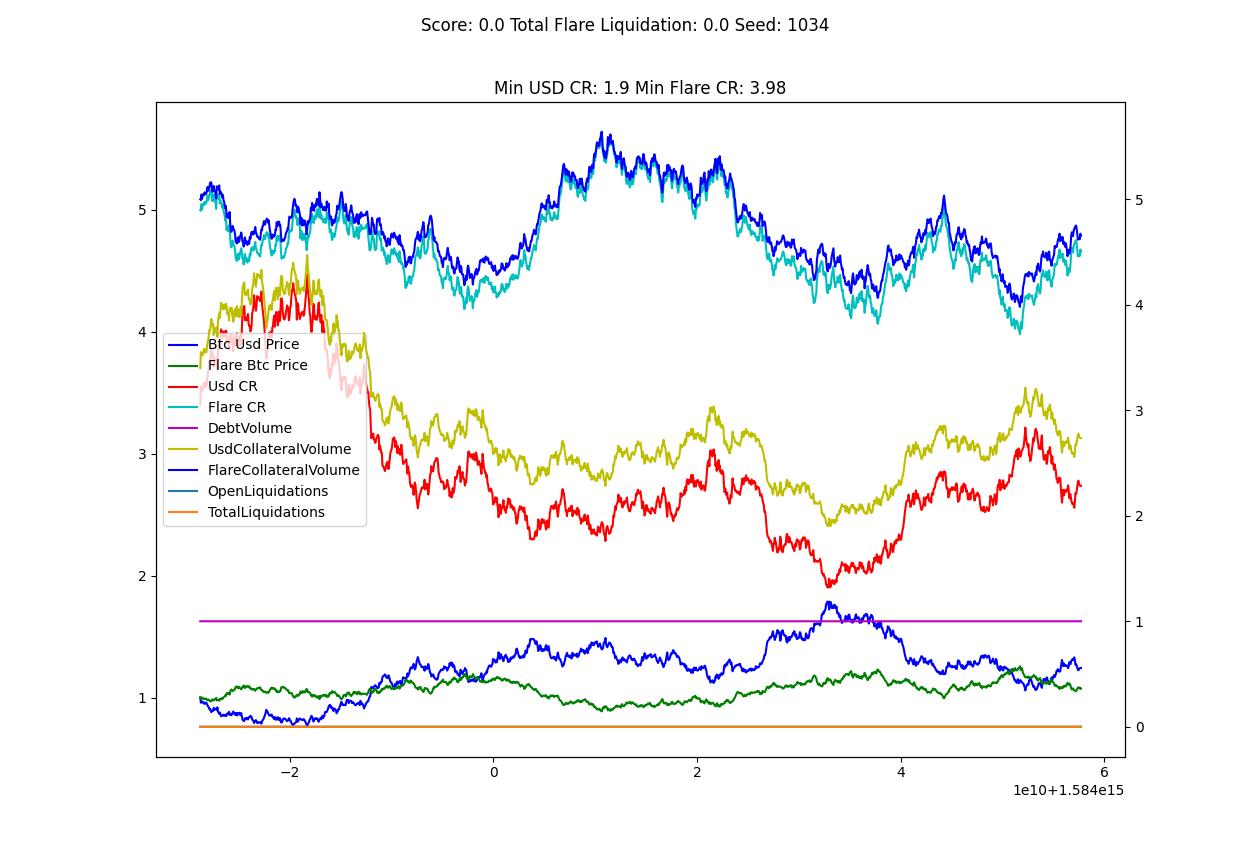 Score: 0.0 Total Flare Liquidation: 0.0 Seed: 1034
Min USD CR: 1.9 Min Flare CR: 3.98
5
4
3
2
1
5
4
3
2
1
0
Btc Usd Price
Flare Btc Price
Usd CR
Flare CR
DebtVolume
UsdCollateralVolume
FlareCollateralVolume
OpenLiquidations
TotalLiquidations
−2 0 2 4 6
1e10+1.584e15